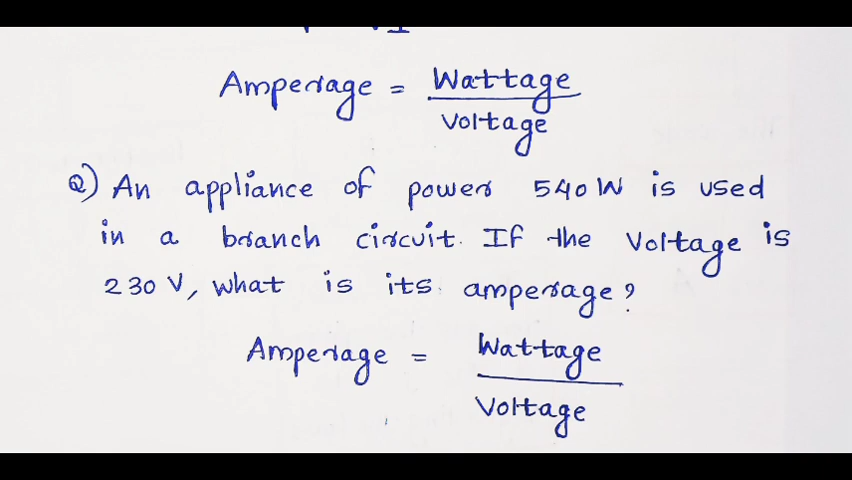 Amperage = Wattage
Voltage
Q) An appliance of power 540 W is used
in a branch circuit. If the Voltage is
230 V, what is its amperage?
Amperage = Wattage
Voltage